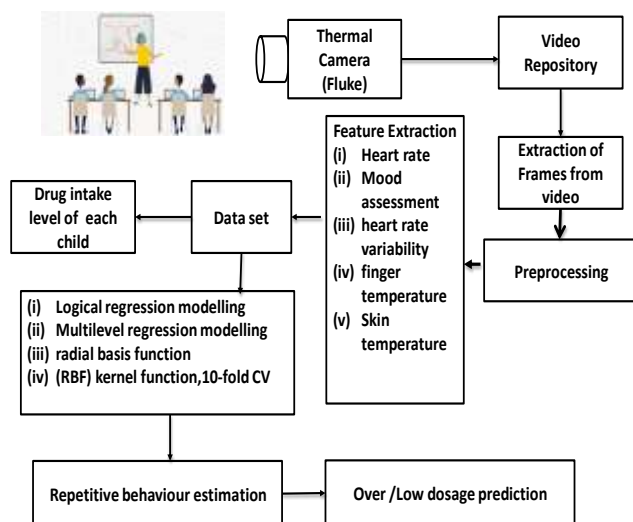 Thermal
Camera
(Fluke)
Video
Repository
Extraction of
Frames from
video
Preprocessing
Feature Extraction
(i) Heart rate
(ii) Mood
assessment
(iii) heart rate
variability
(iv) finger
temperature
(v) Skin
temperature
Data set
Drug intake
level of each
child
(i) Logical regression modelling
(ii) Multilevel regression modelling
(iii) radial basis function
(iv) (RBF) kernel function,10-fold CV
Repetitive behaviour estimation
Over /Low dosage prediction